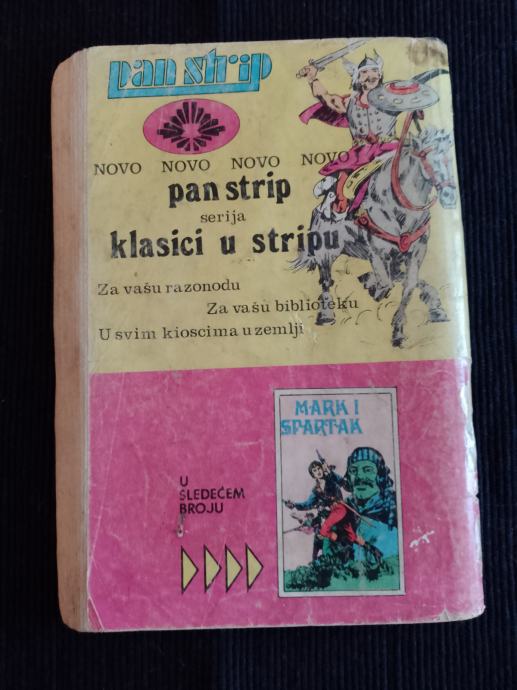 pan strip
NOVO NOVO NOVO NOVO
pan strip
serija
klasici u stripu
Za vašu razonodu
Za vašu biblioteku
U svim kioscima u zemlji
MARK I
SPARTAK
U
SLEDEĆEM
BROJU